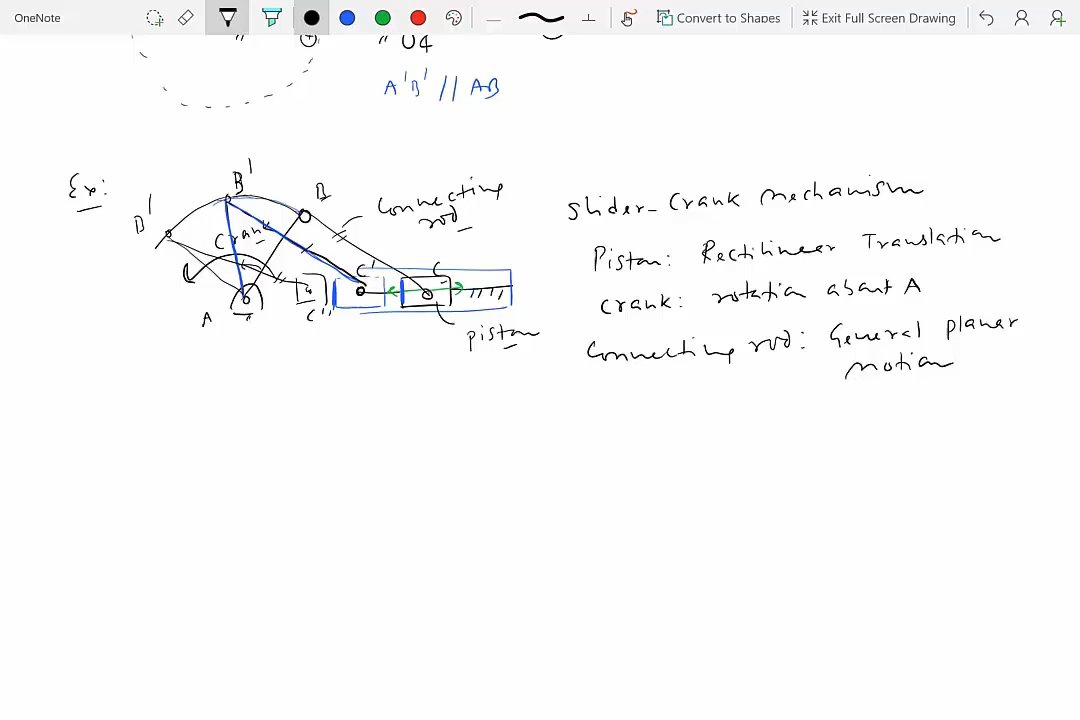 OneNote
Convert to Shapes
Exit Full Screen Drawing
" U4
A'B' // AB
Ex:
B'
B'
B
Connecting
rod
Crank
A
C''
C'
C
piston
Slider-Crank mechanism
Piston: Rectilinear Translation
Crank: rotation about A
Connecting rod: General planar
motion